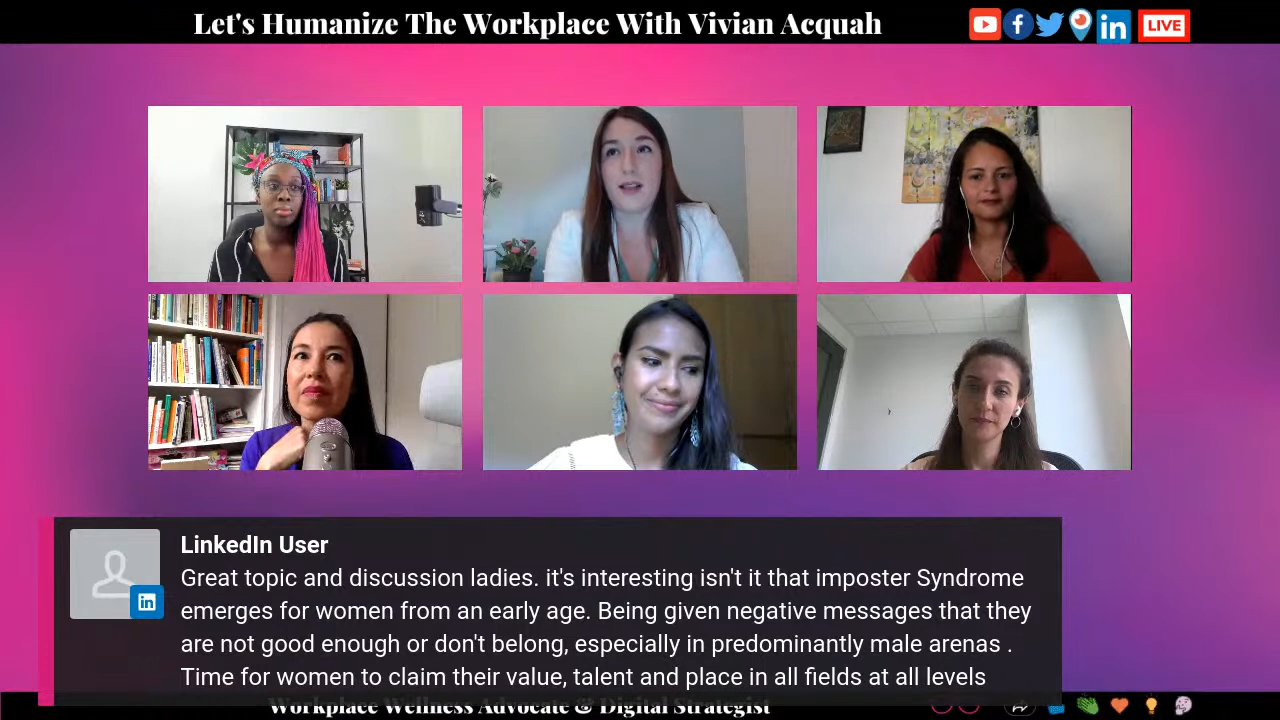 Let's Humanize The Workplace With Vivian Acquah
LIVE
LinkedIn User
Great topic and discussion ladies. it's interesting isn't it that imposter Syndrome
emerges for women from an early age. Being given negative messages that they
are not good enough or don't belong, especially in predominantly male arenas .
Time for women to claim their value, talent and place in all fields at all levels
Workplace Wellness Advocate & Digital Strategist